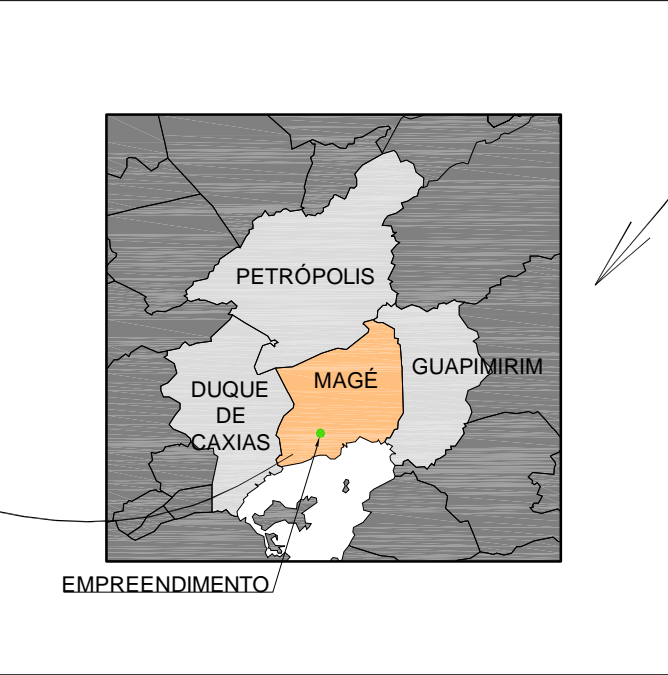 PETRÓPOLIS
MAGÉ
GUAPIMIRIM
DUQUE
DE
CAXIAS
EMPREENDIMENTO